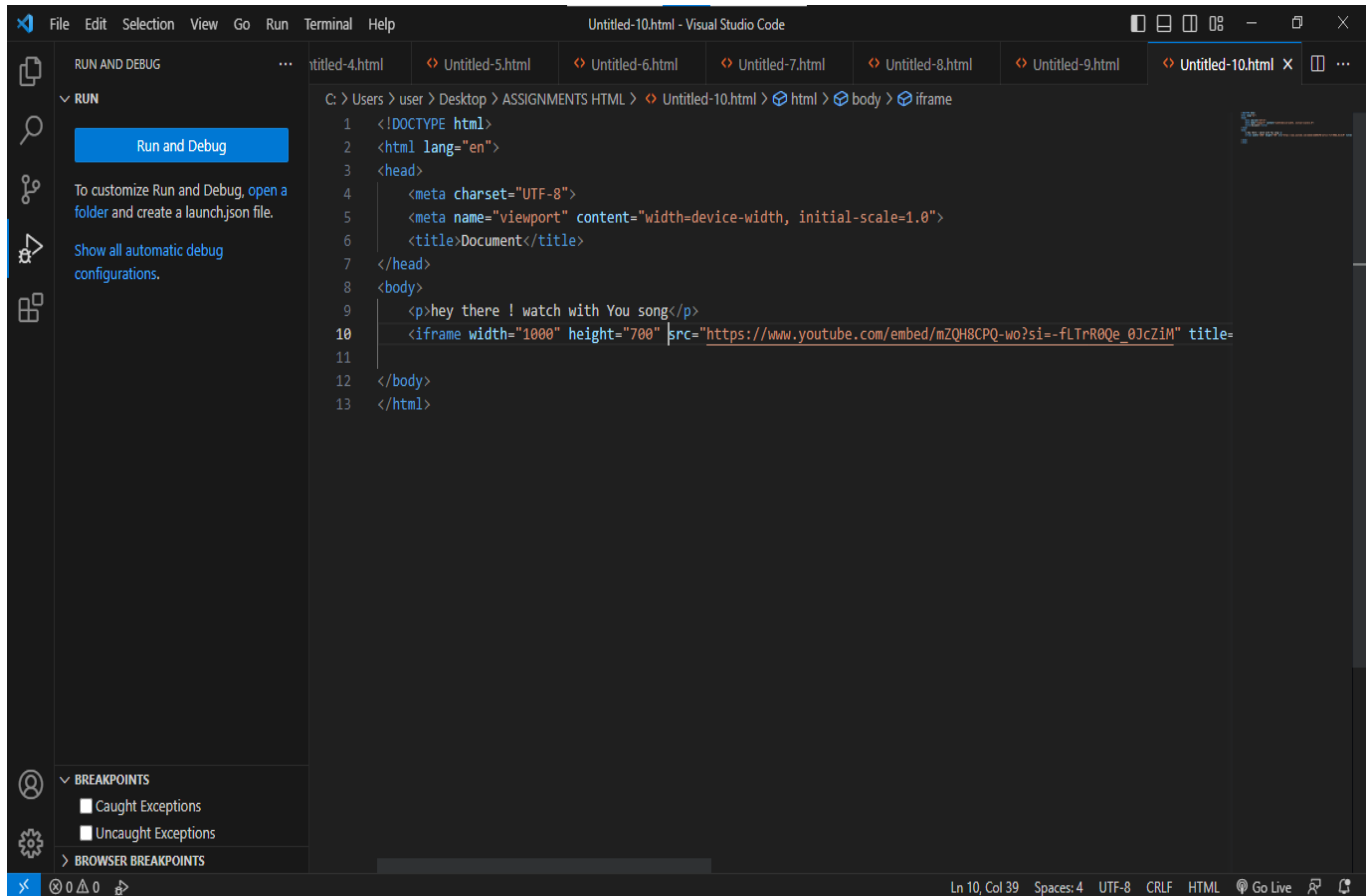 File Edit Selection View Go Run Terminal Help
Untitled-10.html - Visual Studio Code
RUN AND DEBUG
ntitled-4.html Untitled-5.html Untitled-6.html Untitled-7.html Untitled-8.html Untitled-9.html Untitled-10.html
RUN
Run and Debug
To customize Run and Debug, open a
folder and create a launch.json file.
Show all automatic debug
configurations.
C: > Users > user > Desktop > ASSIGNMENTS HTML > Untitled-10.html > html > body > iframe
1 <!DOCTYPE html>
2 <html lang="en">
3 <head>
4 <meta charset="UTF-8">
5 <meta name="viewport" content="width=device-width, initial-scale=1.0">
6 <title>Document</title>
7 </head>
8 <body>
9 <p>hey there ! watch with You song</p>
10 <iframe width="1000" height="700" src="https://www.youtube.com/embed/mZQH8CPQ-wo?si=-fLTrR0Qe_0JcZiM" title=
11
12 </body>
13 </html>
BREAKPOINTS
Caught Exceptions
Uncaught Exceptions
BROWSER BREAKPOINTS
0 0 Ln 10, Col 39 Spaces: 4 UTF-8 CRLF HTML Go Live